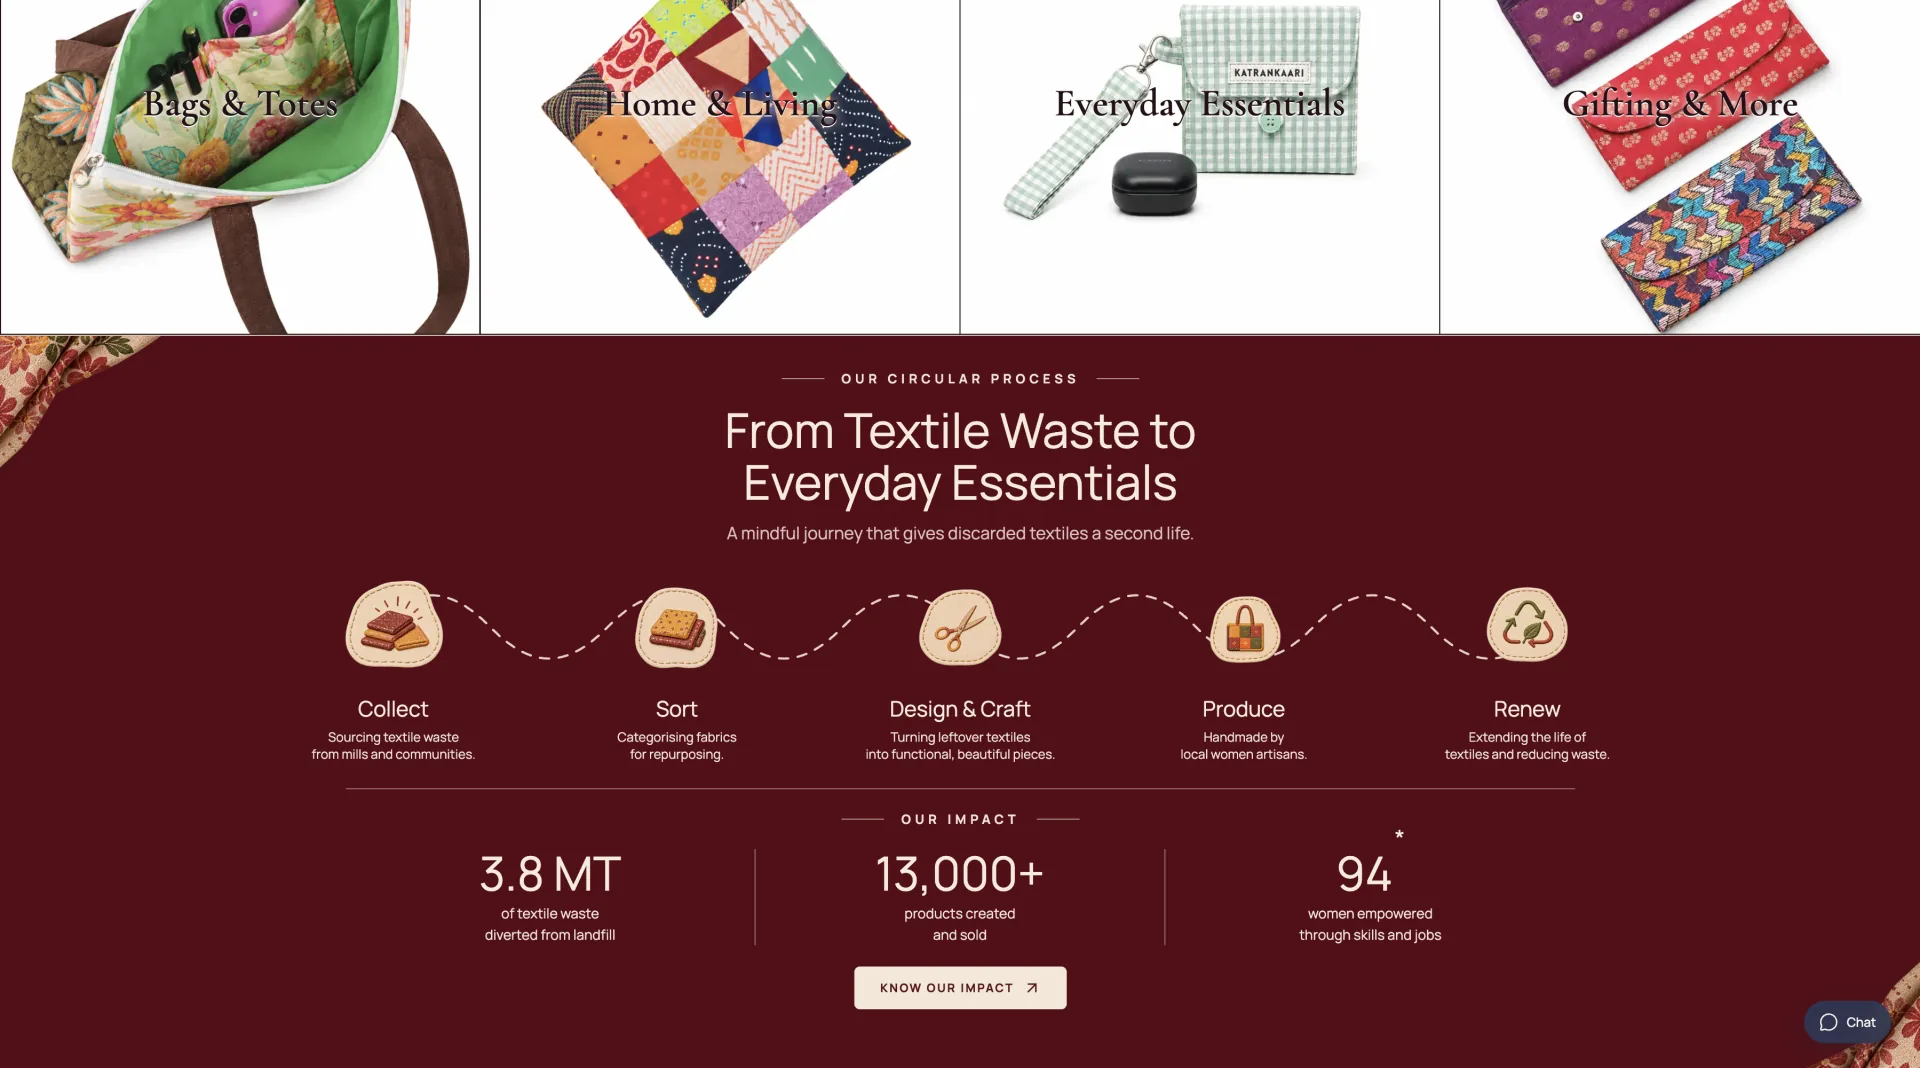 Bags & Totes
Home & Living
Everyday Essentials
Gifting & More
KATRANKAARI
OUR CIRCULAR PROCESS
From Textile Waste to
Everyday Essentials
A mindful journey that gives discarded textiles a second life.
Collect
Sourcing textile waste
from mills and communities.
Sort
Categorising fabrics
for repurposing.
Design & Craft
Turning leftover textiles
into functional, beautiful pieces.
Produce
Handmade by
local women artisans.
Renew
Extending the life of
textiles and reducing waste.
OUR IMPACT
3.8 MT
of textile waste
diverted from landfill
13,000+
products created
and sold
94*
women empowered
through skills and jobs
KNOW OUR IMPACT
Chat